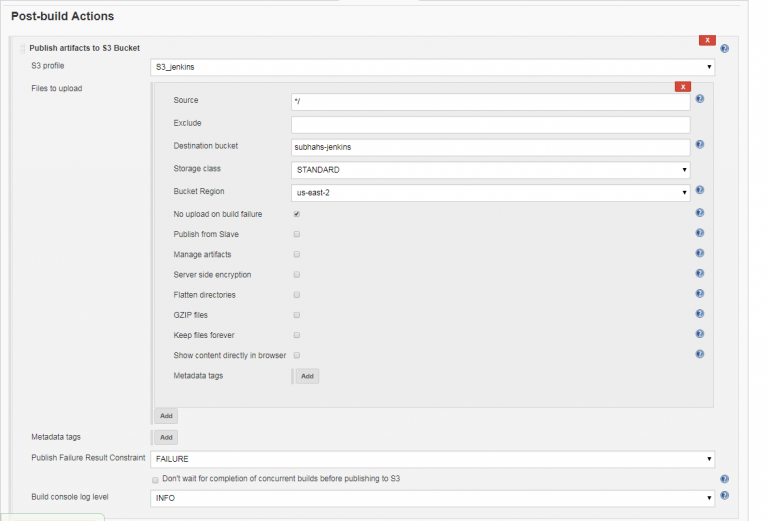 Post-build Actions
X
Publish artifacts to S3 Bucket
S3 profile S3_jenkins
Files to upload
X
Source */
Exclude
Destination bucket subhahs-jenkins
Storage class STANDARD
Bucket Region us-east-2
No upon build failure
Publish from Slave
Manage artifacts
Server side encryption
Flatten directories
GZIP files
Keep files forever
Show content directly in browser
Metadata tags Add
Add
Metadata tags Add
Publish Failure Result Constraint FAILURE
Don't wait for completion of concurrent builds before publishing to S3
Build console log level INFO